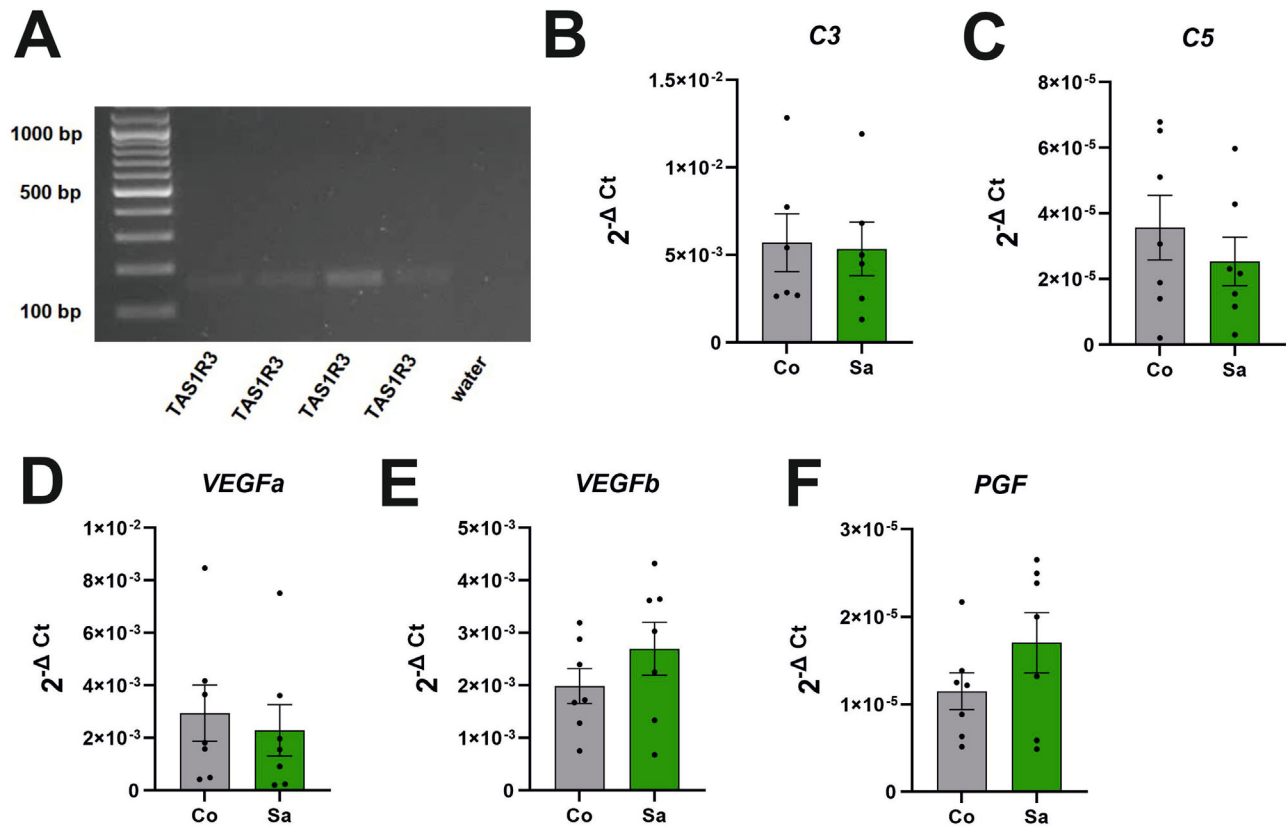 A
1000 bp
500 bp
100 bp
TAS1R3
TAS1R3
TAS1R3
TAS1R3
water
B
C3
2^-Δ Ct
1.5×10^-2
1×10^-2
5×10^-3
0
Co
Sa
C
C5
2^-Δ Ct
8×10^-5
6×10^-5
4×10^-5
2×10^-5
0
Co
Sa
D
VEGFa
2^-Δ Ct
1×10^-2
8×10^-3
6×10^-3
4×10^-3
2×10^-3
0
Co
Sa
E
VEGFb
2^-Δ Ct
5×10^-3
4×10^-3
3×10^-3
2×10^-3
1×10^-3
0
Co
Sa
F
PGF
2^-Δ Ct
3×10^-5
2×10^-5
1×10^-5
0
Co
Sa